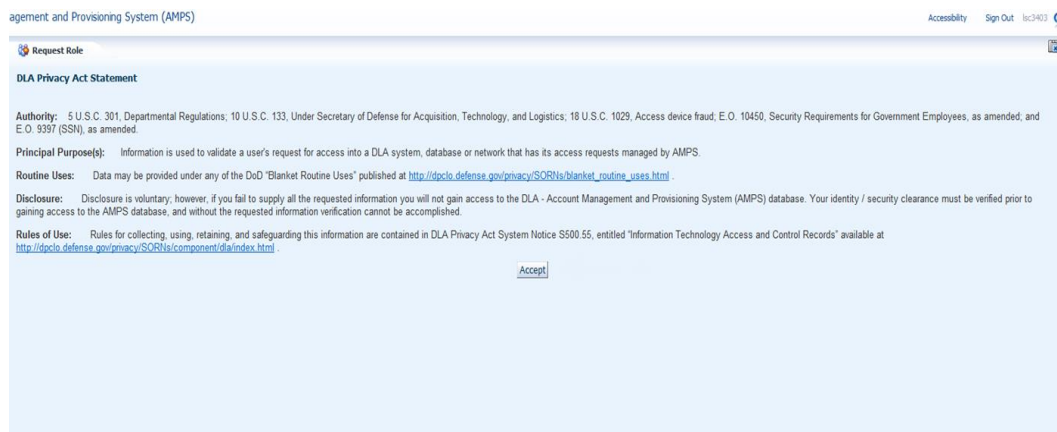 agement and Provisioning System (AMPS)
Accessibility Sign Out lsc3403
Request Role
DLA Privacy Act Statement
Authority: 5 U.S.C. 301, Departmental Regulations; 10 U.S.C. 133, Under Secretary of Defense for Acquisition, Technology, and Logistics; 18 U.S.C. 1029, Access device fraud; E.O. 10450, Security Requirements for Government Employees, as amended; and
E.O. 9397 (SSN), as amended.
Principal Purpose(s): Information is used to validate a user's request for access into a DLA system, database or network that has its access requests managed by AMPS.
Routine Uses: Data may be provided under any of the DoD "Blanket Routine Uses" published at http://dpclo.defense.gov/privacy/SORNs/blanket_routine_uses.html .
Disclosure: Disclosure is voluntary; however, if you fail to supply all the requested information you will not gain access to the DLA - Account Management and Provisioning System (AMPS) database. Your identity / security clearance must be verified prior to
gaining access to the AMPS database, and without the requested information verification cannot be accomplished.
Rules of Use: Rules for collecting, using, retaining, and safeguarding this information are contained in DLA Privacy Act System Notice S500.55, entitled "Information Technology Access and Control Records" available at
http://dpclo.defense.gov/privacy/SORNs/component/dla/index.html .
Accept